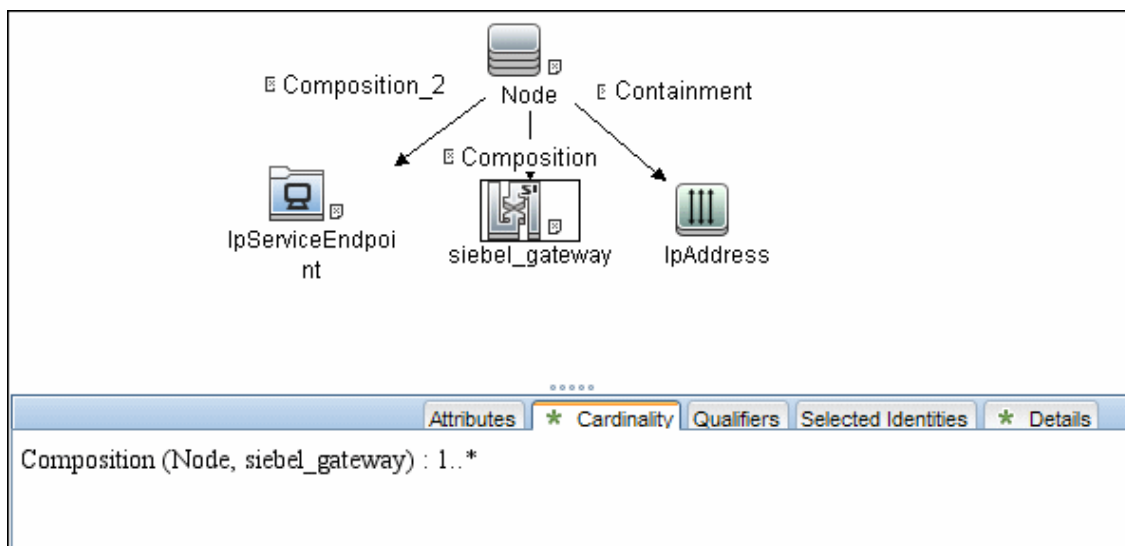 Composition_2
Node
Containment
Composition
IpServiceEndpoi
nt
siebel_gateway
IpAddress
Attributes
* Cardinality
Qualifiers
Selected Identities
* Details
Composition (Node, siebel_gateway) : 1..*